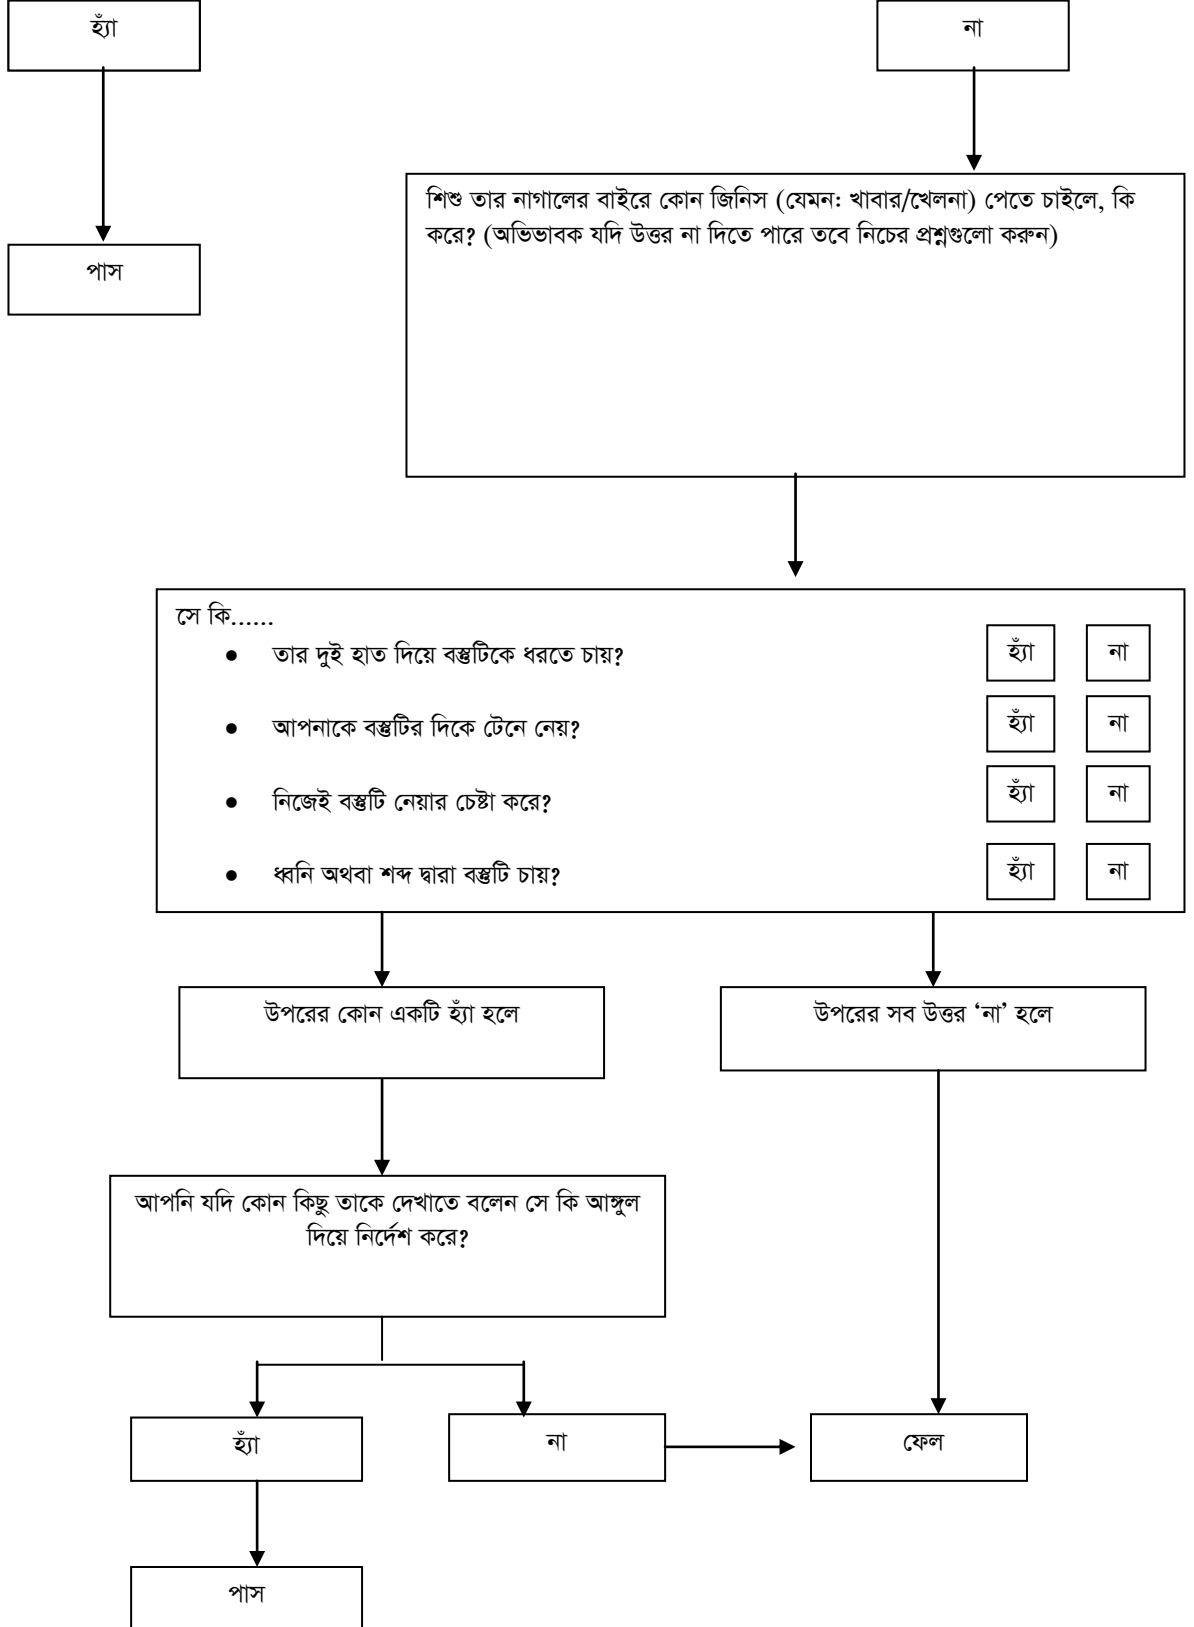 হ্যাঁ
না
শিশু তার নাগালের বাইরে কোন জিনিস (যেমন: খাবার/খেলনা) পেতে চাইলে, কি
করে? (অভিভাবক যদি উত্তর না দিতে পারে তবে নিচের প্রশ্নগুলো করুন)
পাস
সে কি......
● তার দুই হাত দিয়ে বস্তুটিকে ধরতে চায়? হ্যাঁ না
● আপনাকে বস্তুটির দিকে টেনে নেয়? হ্যাঁ না
● নিজেই বস্তুটি নেয়ার চেষ্টা করে? হ্যাঁ না
● ধ্বনি অথবা শব্দ দ্বারা বস্তুটি চায়? হ্যাঁ না
উপরের কোন একটি হ্যাঁ হলে
উপরের সব উত্তর ‘না’ হলে
আপনি যদি কোন কিছু তাকে দেখাতে বলেন সে কি আঙ্গুল
দিয়ে নির্দেশ করে?
হ্যাঁ
না
ফেল
পাস